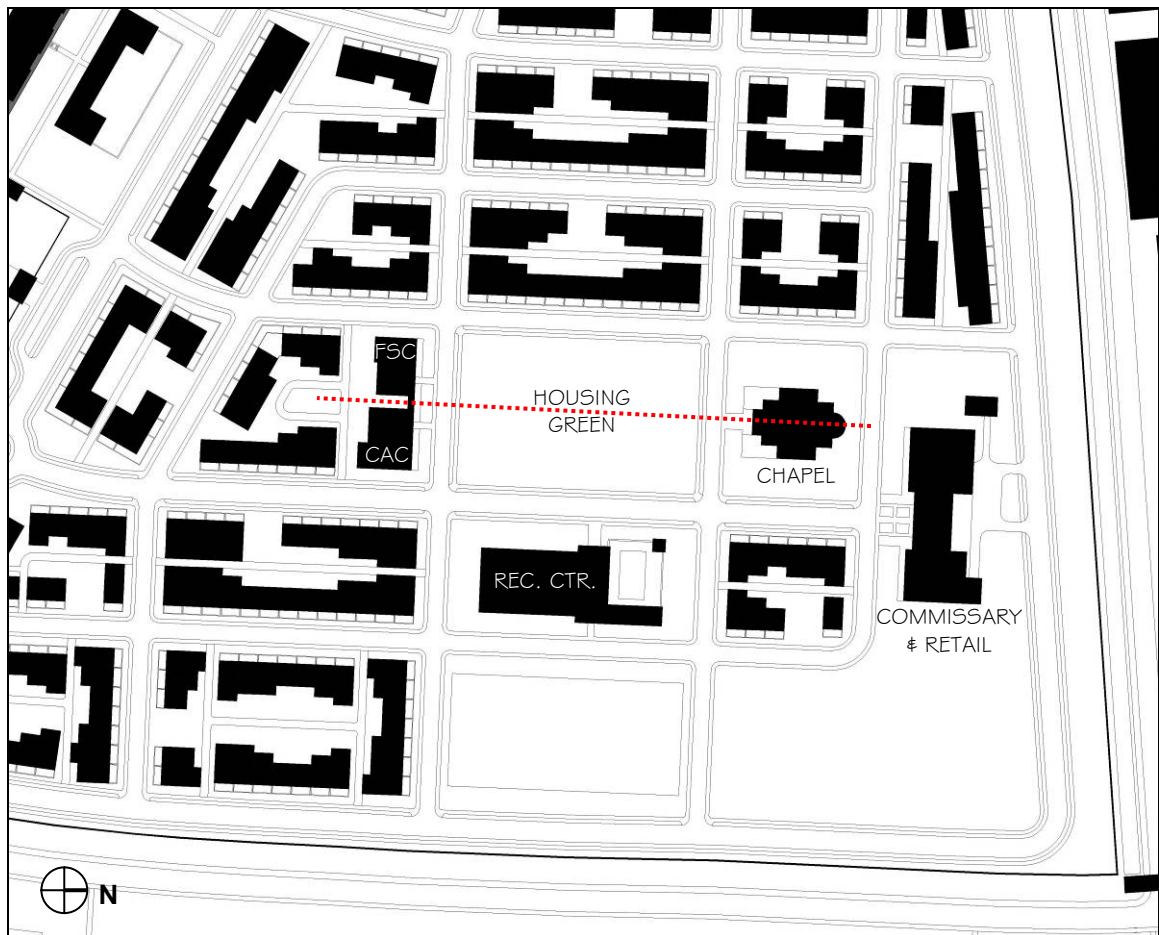 FSC
HOUSING
GREEN
CAC
CHAPEL
REC. CTR.
COMMISSARY
& RETAIL
N